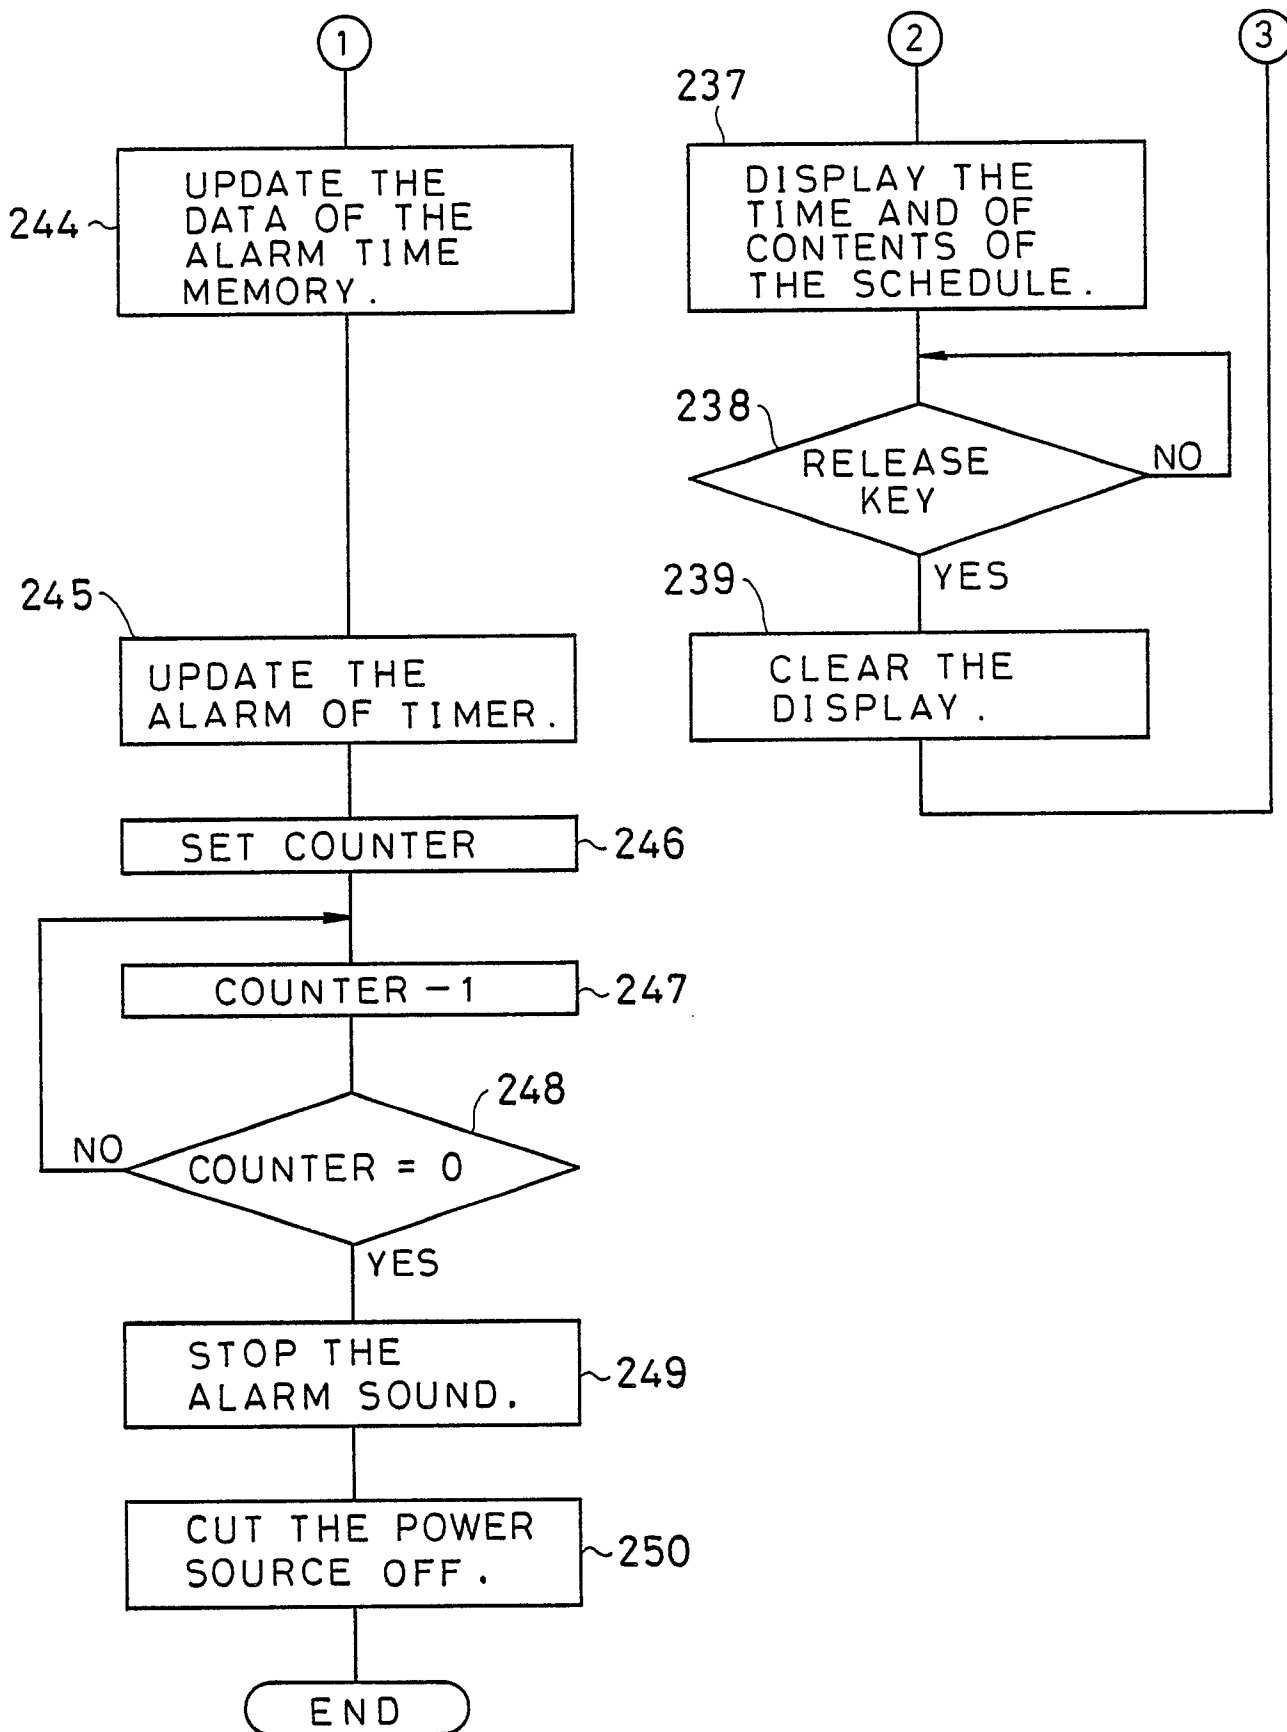 1
244
UPDATE THE
DATA OF THE
ALARM TIME
MEMORY.
245
UPDATE THE
ALARM OF TIMER.
SET COUNTER
246
COUNTER -1
247
248
NO
COUNTER = 0
YES
STOP THE
ALARM SOUND.
249
CUT THE POWER
SOURCE OFF.
250
END
2
237
DISPLAY THE
TIME AND OF
CONTENTS OF
THE SCHEDULE.
238
RELEASE
KEY
NO
YES
239
CLEAR THE
DISPLAY.
3